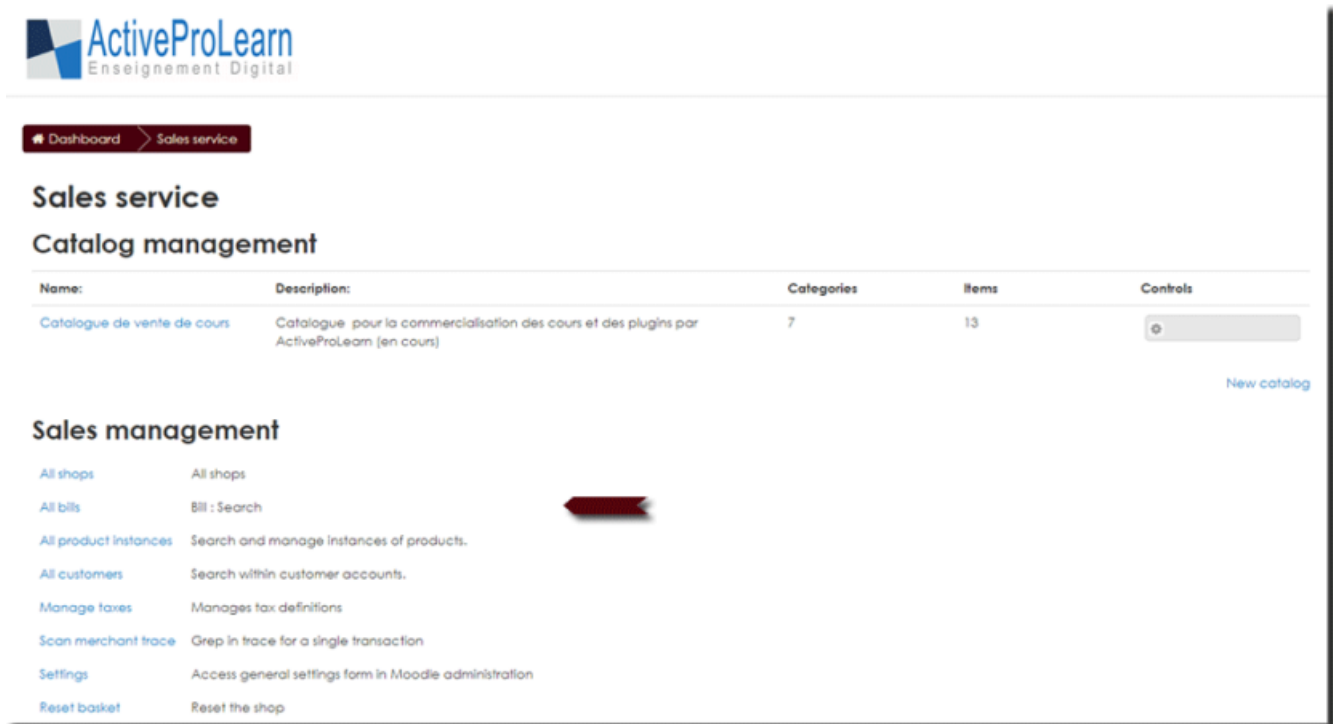 ActiveProLearn
Enseignement Digital
Dashboard Sales service
Sales service
Catalog management
Name: Description: Categories Items Controls
Catalogue de vente de cours Catalogue pour la commercialisation des cours et des plugins par 7 13
ActiveProLearn (en cours)
New catalog
Sales management
All shops All shops
All bills Bill : Search
All product instances Search and manage instances of products.
All customers Search within customer accounts.
Manage taxes Manages tax definitions
Scan merchant trace Grep in trace for a single transaction
Settings Access general settings form in Moodle administration
Reset basket Reset the shop